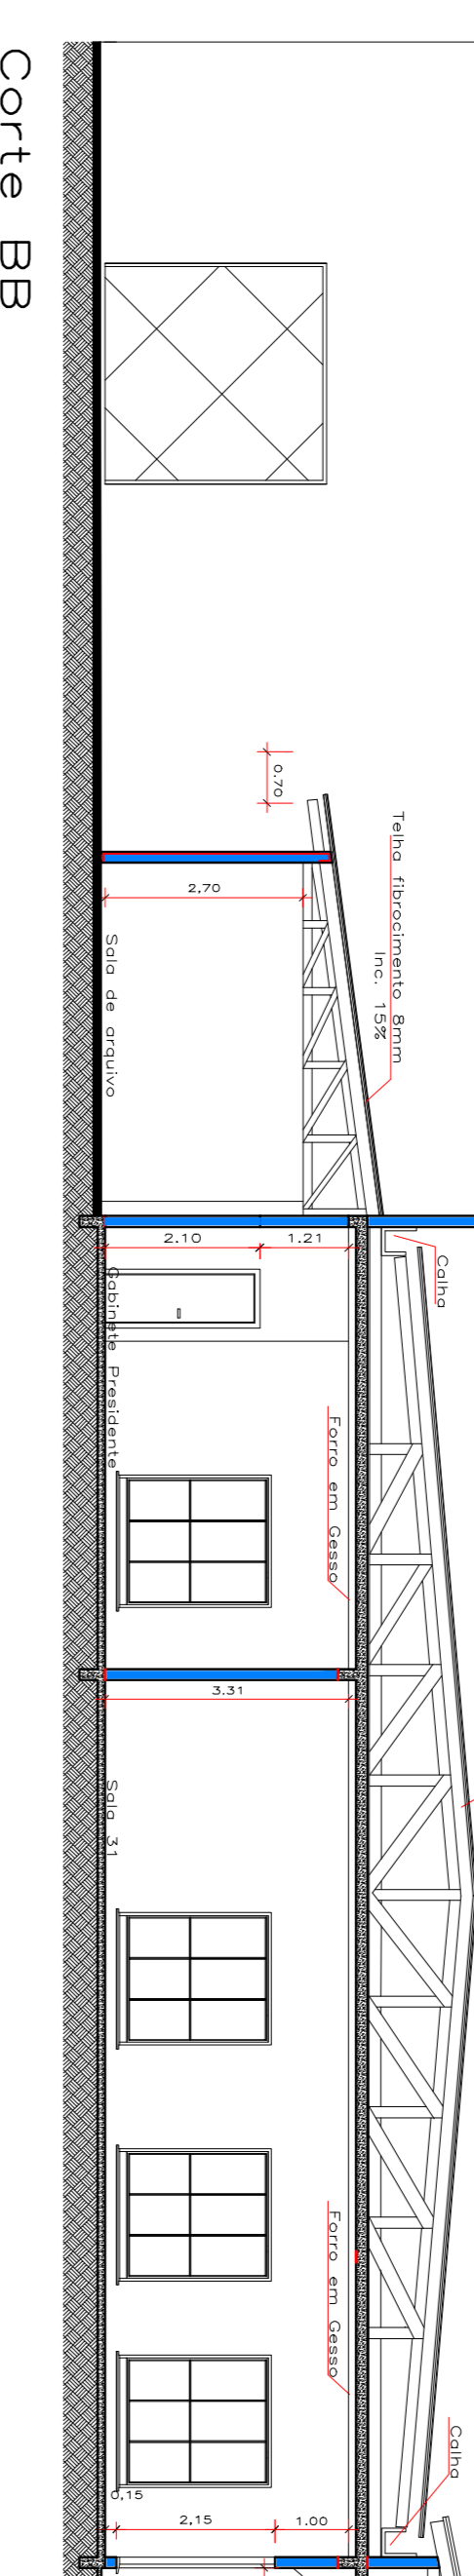 Corte BB
0.70
Telha fibrocimento 8mm
Inc. 15%
2,70
Sala de arquivo
2.10
1.21
Calha
Gabinete Presidente
Forro em Gesso
3.31
Sala 31
Forro em Gesso
Calha
0,15
2,15
1.00